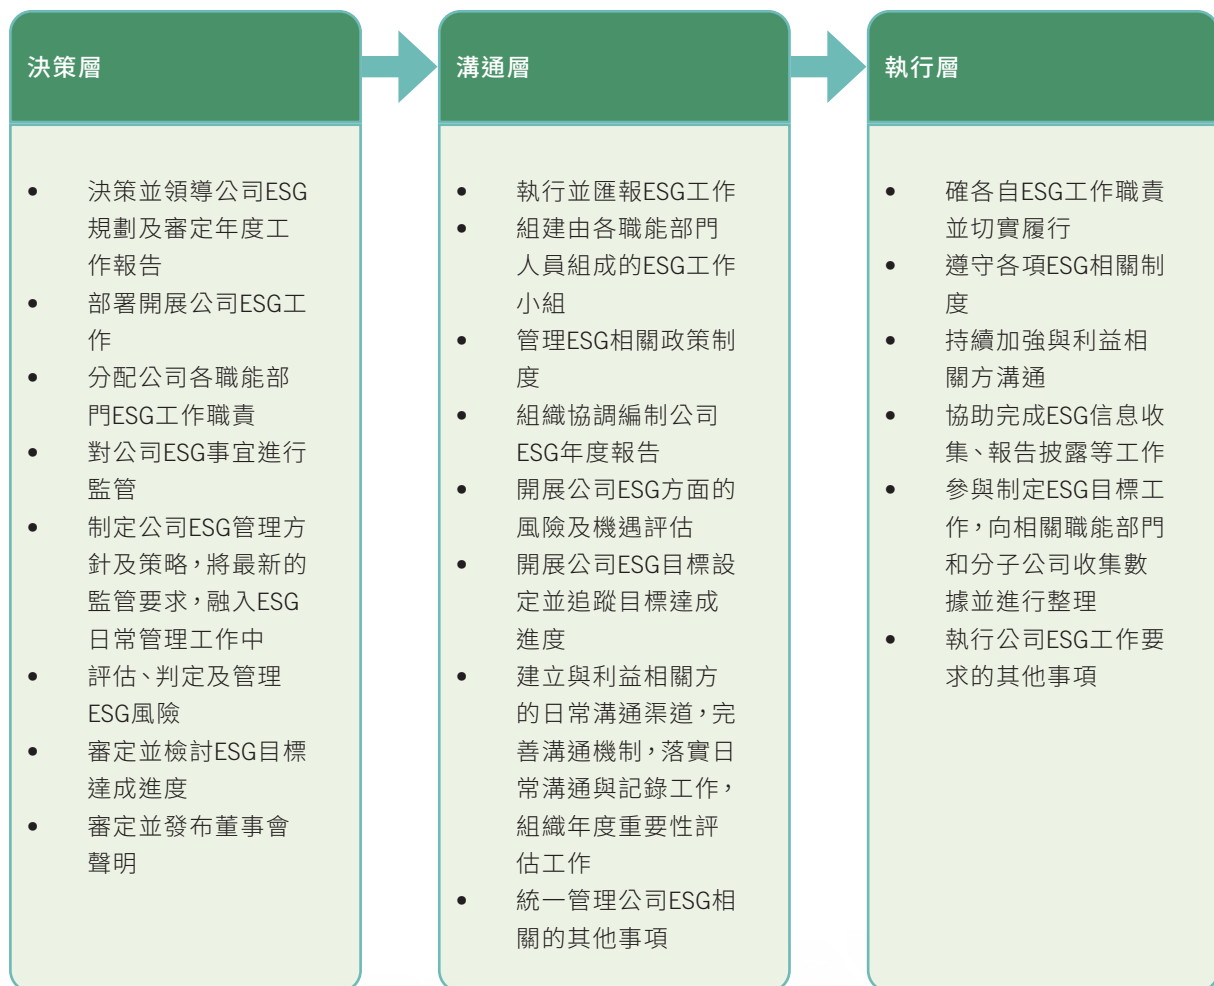 決策層
• 決策並領導公司ESG
規劃及審定年度工
作報告
• 部署開展公司ESG工
作
• 分配公司各職能部
門ESG工作職責
• 對公司ESG事宜進行
監管
• 制定公司ESG管理方
針及策略，將最新的
監管要求，融入ESG
日常管理工作中
• 評估、判定及管理
ESG風險
• 審定並檢討ESG目標
達成進度
• 審定並發布董事會
聲明
溝通層
• 執行並匯報ESG工作
• 組建由各職能部門
人員組成的ESG工作
小組
• 管理ESG相關政策制
度
• 組織協調編制公司
ESG年度報告
• 開展公司ESG方面的
風險及機遇評估
• 開展公司ESG目標設
定並追蹤目標達成
進度
• 建立與利益相關方
的日常溝通渠道，完
善溝通機制，落實日
常溝通與記錄工作，
組織年度重要性評
估工作
• 統一管理公司ESG相
關的其他事項
執行層
• 確各自ESG工作職責
並切實履行
• 遵守各項ESG相關制
度
• 持續加強與利益相
關方溝通
• 協助完成ESG信息收
集、報告披露等工作
• 參與制定ESG目標工
作，向相關職能部門
和分子公司收集數
據並進行整理
• 執行公司ESG工作要
求的其他事項